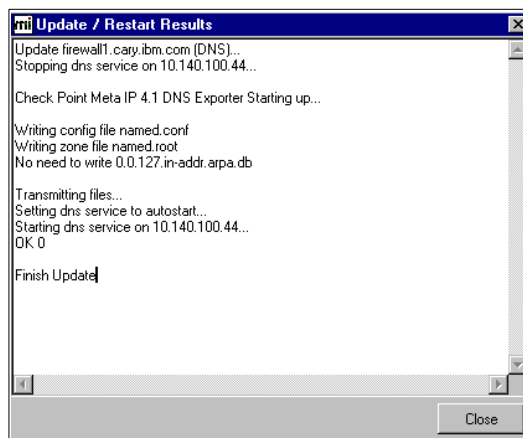 mi Update / Restart Results
Update firewall1.cary.ibm.com (DNS)...
Stopping dns service on 10.140.100.44...
Check Point Meta IP 4.1 DNS Exporter Starting up...
Writing config file named.conf
Writing zone file named.root
No need to write 0.0.127.in-addr.arpa.db
Transmitting files...
Setting dns service to autostart...
Starting dns service on 10.140.100.44...
OK 0
Finish Update
Close